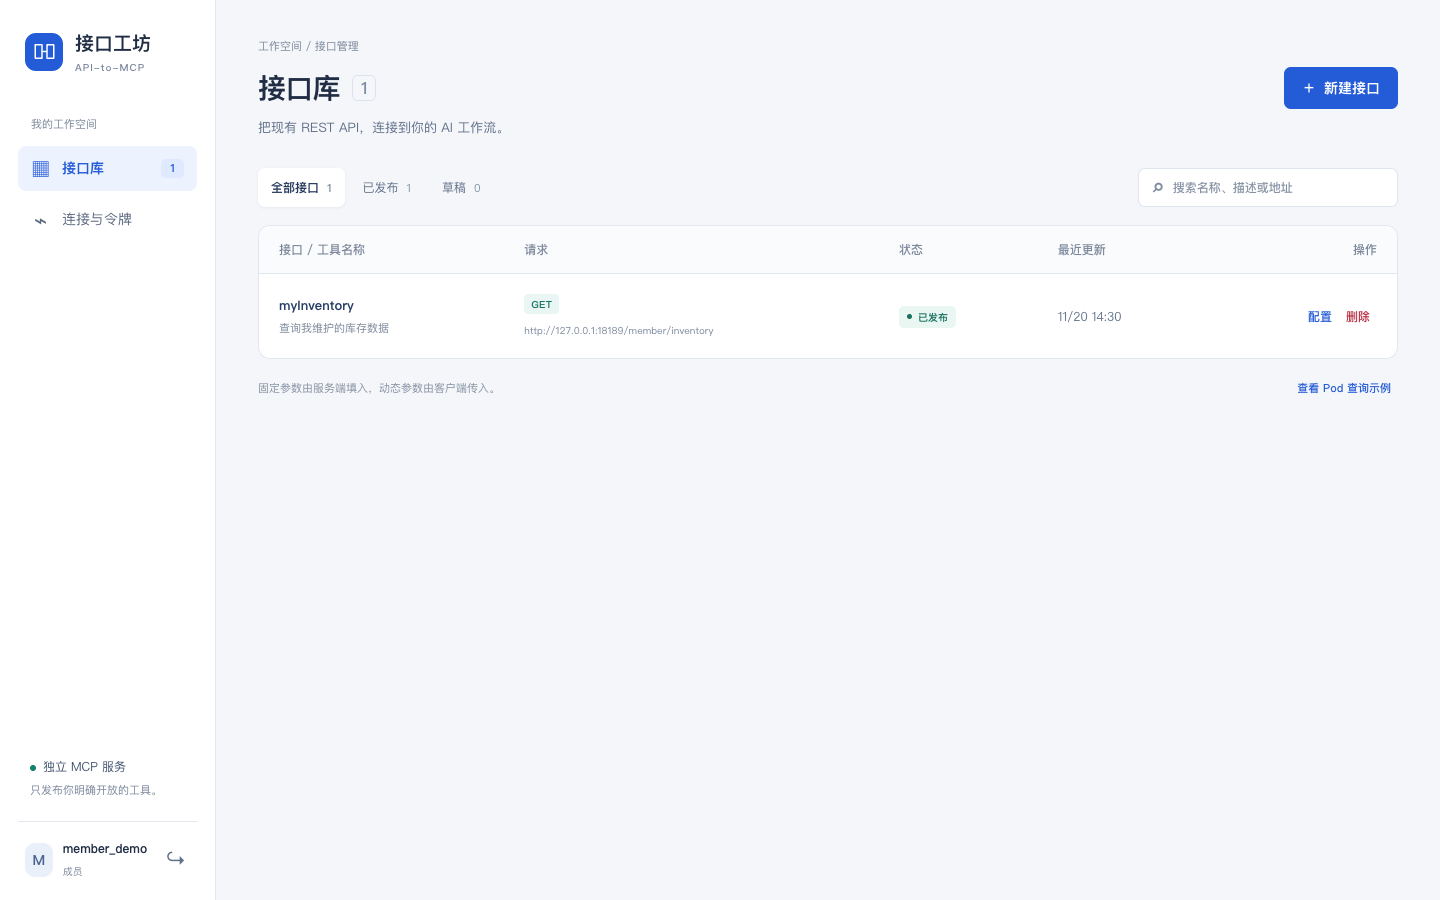 接口工坊
API-to-MCP
我的工作空间
接口库 1
连接与令牌
独立 MCP 服务
只发布你明确开放的工具。
M
member_demo
成员
工作空间 / 接口管理
接口库 1
+ 新建接口
把现有 REST API，连接到你的 AI 工作流。
全部接口 1 已发布 1 草稿 0
搜索名称、描述或地址
接口 / 工具名称 请求 状态 最近更新 操作
myInventory
查询我维护的库存数据
GET
http://127.0.0.1:18189/member/inventory
已发布
11/20 14:30
配置 删除
固定参数由服务端填入，动态参数由客户端传入。
查看 Pod 查询示例